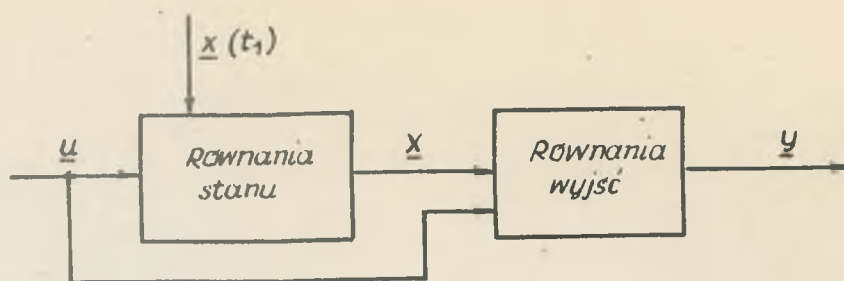 x (t₁)
u
Rownania
stanu
x
Rownania
wyjść
y